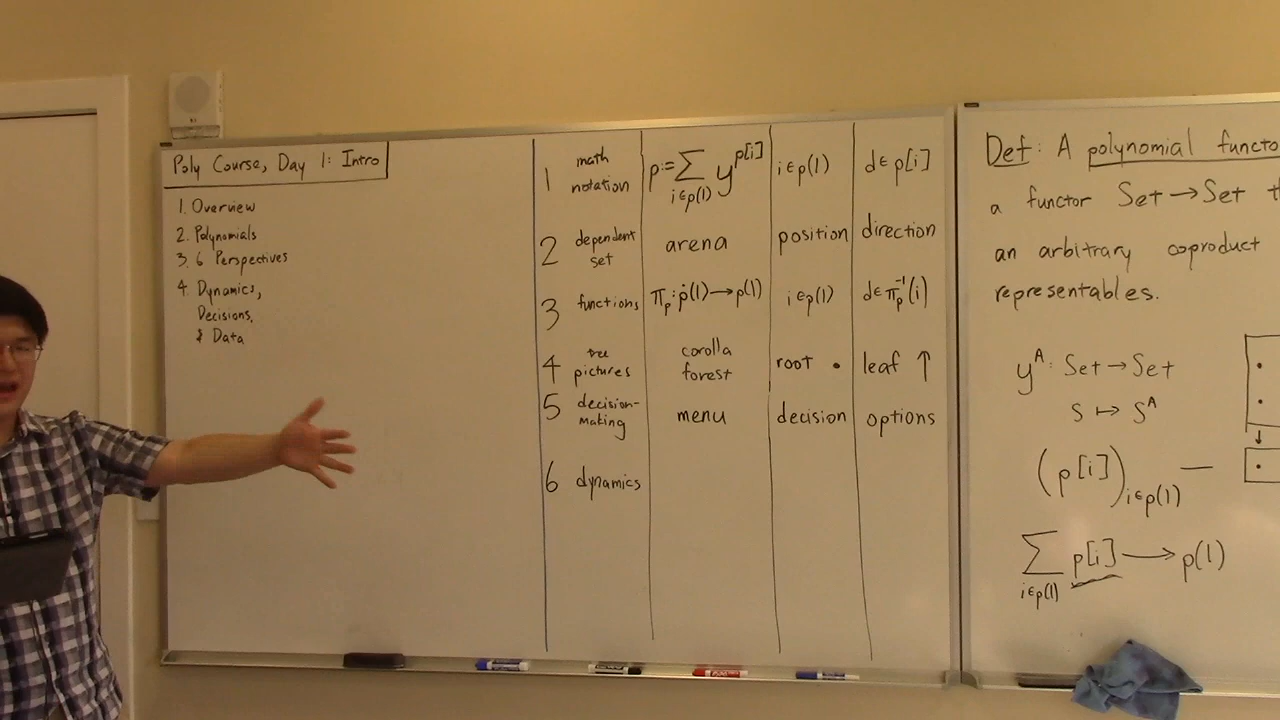 Poly Course, Day 1: Intro
1. Overview
2. Polynomials
3. 6 Perspectives
4. Dynamics,
Decisions,
& Data
1 math notation p := ∑_{i∈p(1)} y^{p[i]} i∈p(1) d∈p[i]
2 dependent set arena position direction
3 functions π_p: ṗ(1)→p(1) i∈p(1) d∈π_p^{-1}(i)
4 tree pictures corolla forest root • leaf ↑
5 decision-making menu decision options
6 dynamics
Def: A polynomial functo
a functor Set → Set
an arbitrary coproduct
representables.
y^A: Set → Set
S ↦ S^A
(p[i])_{i∈p(1)} —
∑_{i∈p(1)} p[i] → p(1)